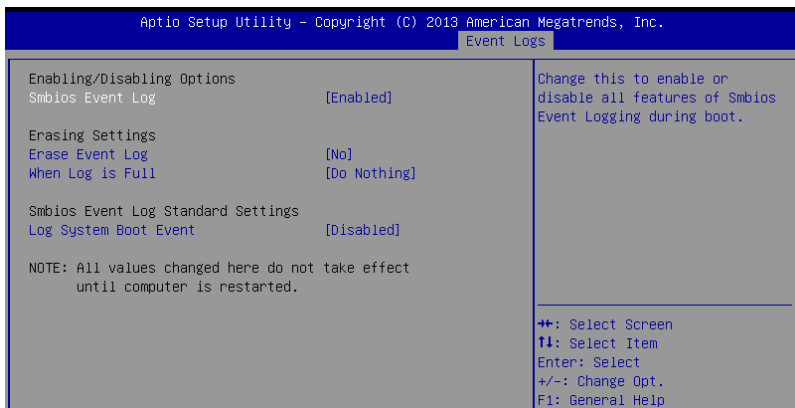 Aptio Setup Utility – Copyright (C) 2013 American Megatrends, Inc.
Event Logs
Enabling/Disabling Options
Smbios Event Log [Enabled]
Erasing Settings
Erase Event Log [No]
When Log is Full [Do Nothing]
Smbios Event Log Standard Settings
Log System Boot Event [Disabled]
NOTE: All values changed here do not take effect
until computer is restarted.
Change this to enable or
disable all features of Smbios
Event Logging during boot.
→←: Select Screen
↑↓: Select Item
Enter: Select
+/-: Change Opt.
F1: General Help